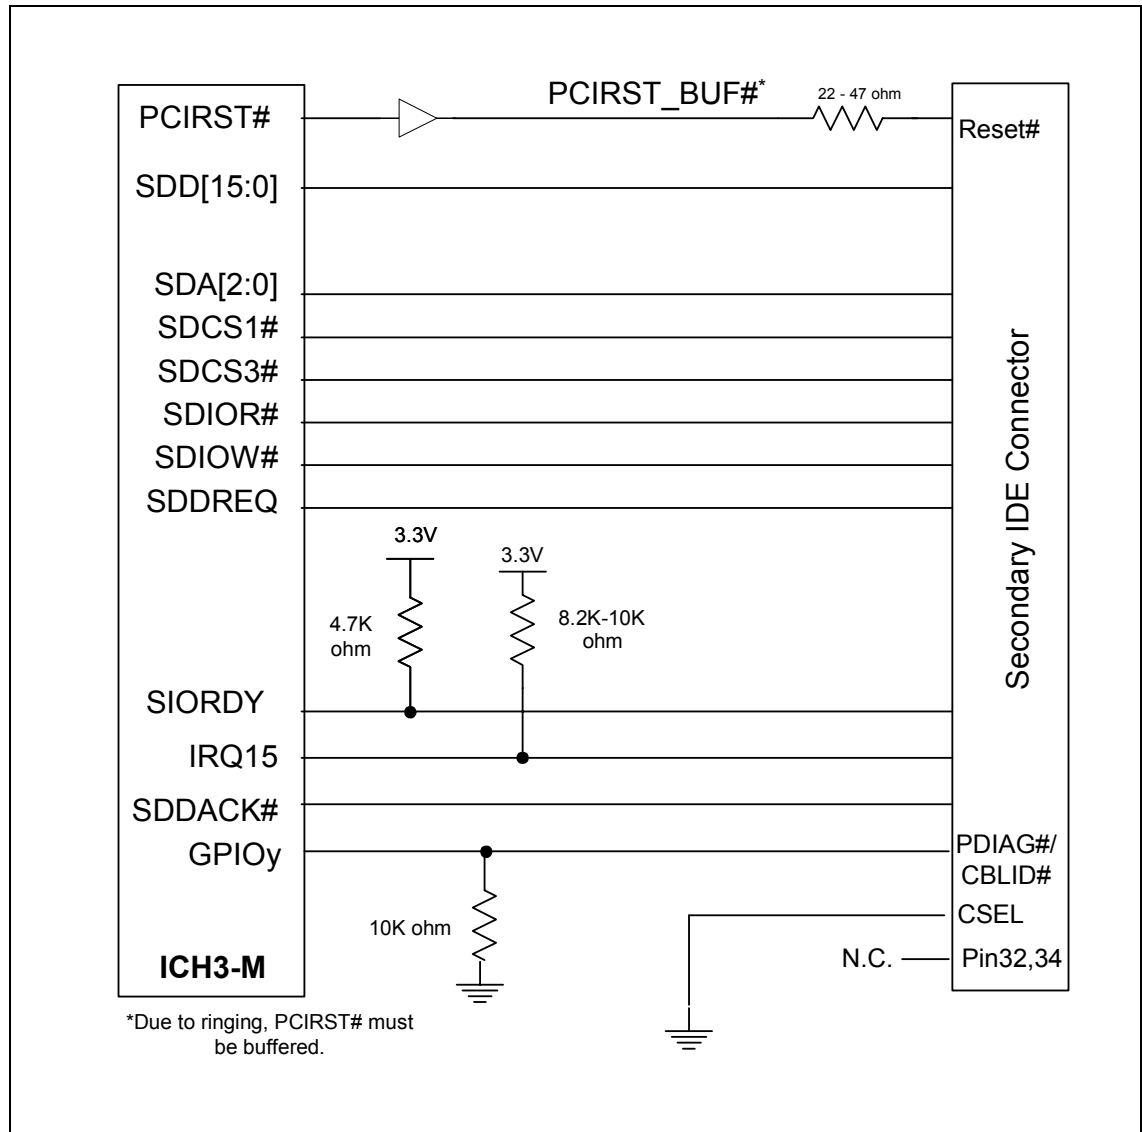 PCIRST#
PCIRST_BUF#*
22 - 47 ohm
Reset#
SDD[15:0]
SDA[2:0]
SDCS1#
SDCS3#
SDIOR#
SDIOW#
SDDREQ
Secondary IDE Connector
3.3V
3.3V
4.7K
ohm
8.2K-10K
ohm
SIORDY
IRQ15
SDDACK#
GPIOy
PDIAG#/
CBLID#
CSEL
10K ohm
N.C.
Pin32,34
ICH3-M
*Due to ringing, PCIRST# must
be buffered.